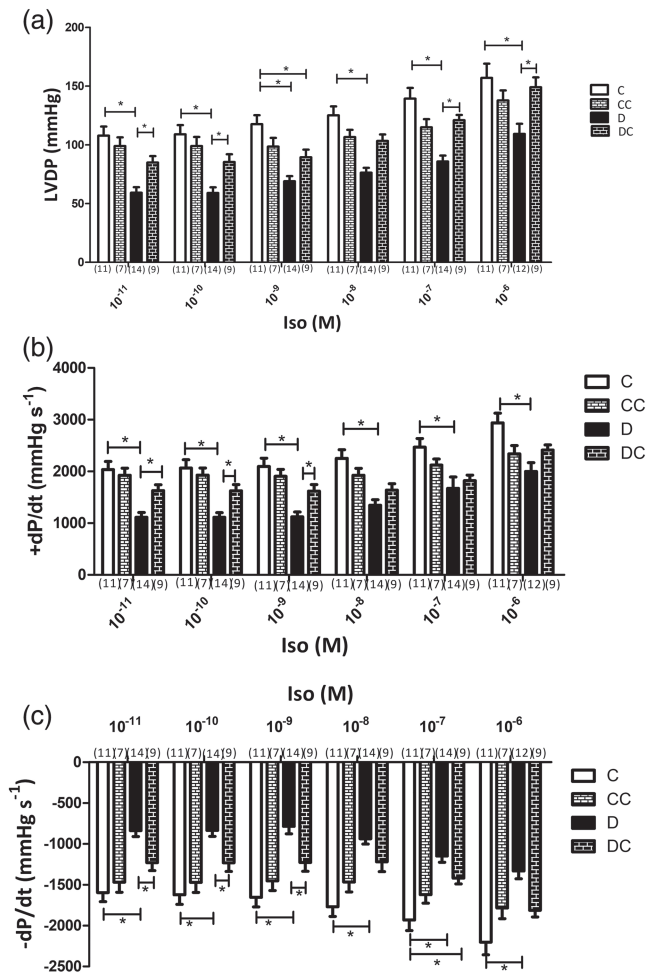 (a)
LVDP (mmHg)
200
150
100
50
0
* * * * * * * * * * *
C
CC
D
DC
(11) (7) (14) (9) (11) (7) (14) (9) (11) (7) (14) (9) (11) (7) (14) (9) (11) (7) (14) (9) (11) (7) (12) (9)
10-11 10-10 10-9 10-8 10-7 10-6
Iso (M)
(b)
+dP/dt (mmHg s-1)
4000
3000
2000
1000
0
* * * * * * * * *
C
CC
D
DC
(11)(7)(14)(9) (11)(7)(14)(9) (11)(7)(14)(9) (11)(7)(14)(9) (11)(7)(14)(9) (11)(7)(12)(9)
10-11 10-10 10-9 10-8 10-7 10-6
Iso (M)
(c)
Iso (M)
10-11 10-10 10-9 10-8 10-7 10-6
(11)(7)(14)(9) (11)(7)(14)(9) (11)(7)(14)(9) (11)(7)(14)(9) (11)(7)(14)(9) (11)(7)(12)(9)
-dP/dt (mmHg s-1)
0
-500
-1000
-1500
-2000
-2500
* * * * * * * * * *
C
CC
D
DC